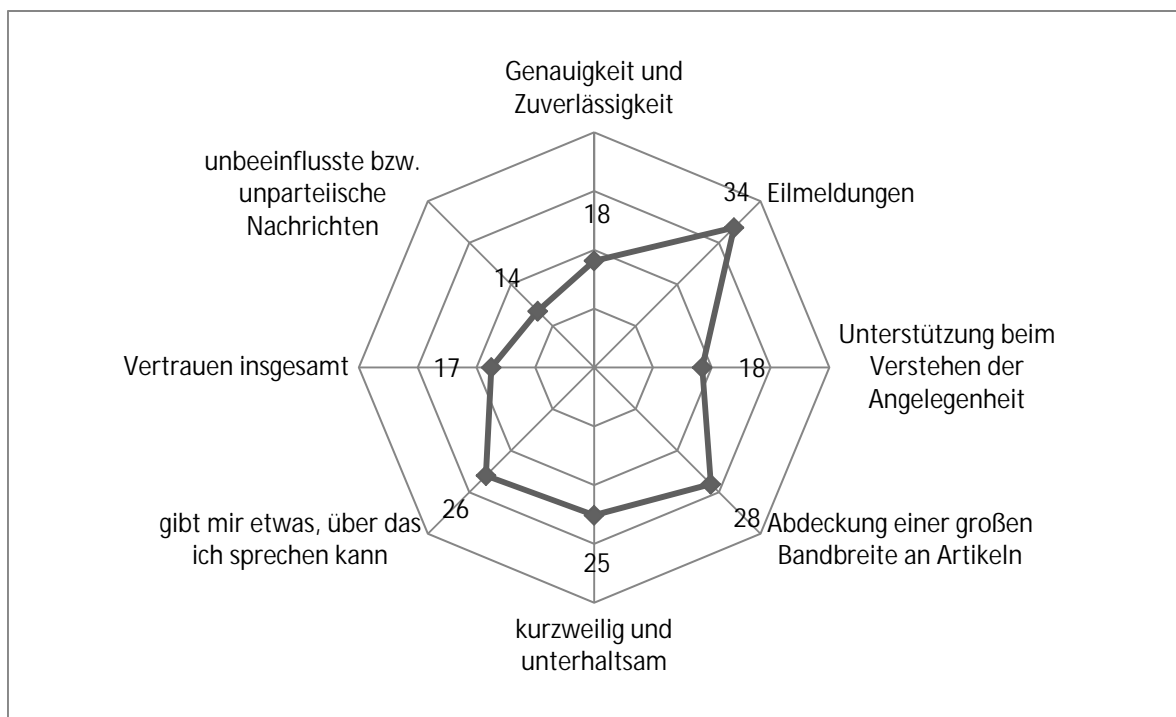 Genauigkeit und
Zuverlässigkeit
unbeeinflusste bzw.
unparteiische
Nachrichten
34
Eilmeldungen
18
14
Vertrauen insgesamt
17
18
Unterstützung beim
Verstehen der
Angelegenheit
gibt mir etwas, über das
ich sprechen kann
26
25
28
Abdeckung einer großen
Bandbreite an Artikeln
kurzweilig und
unterhaltsam